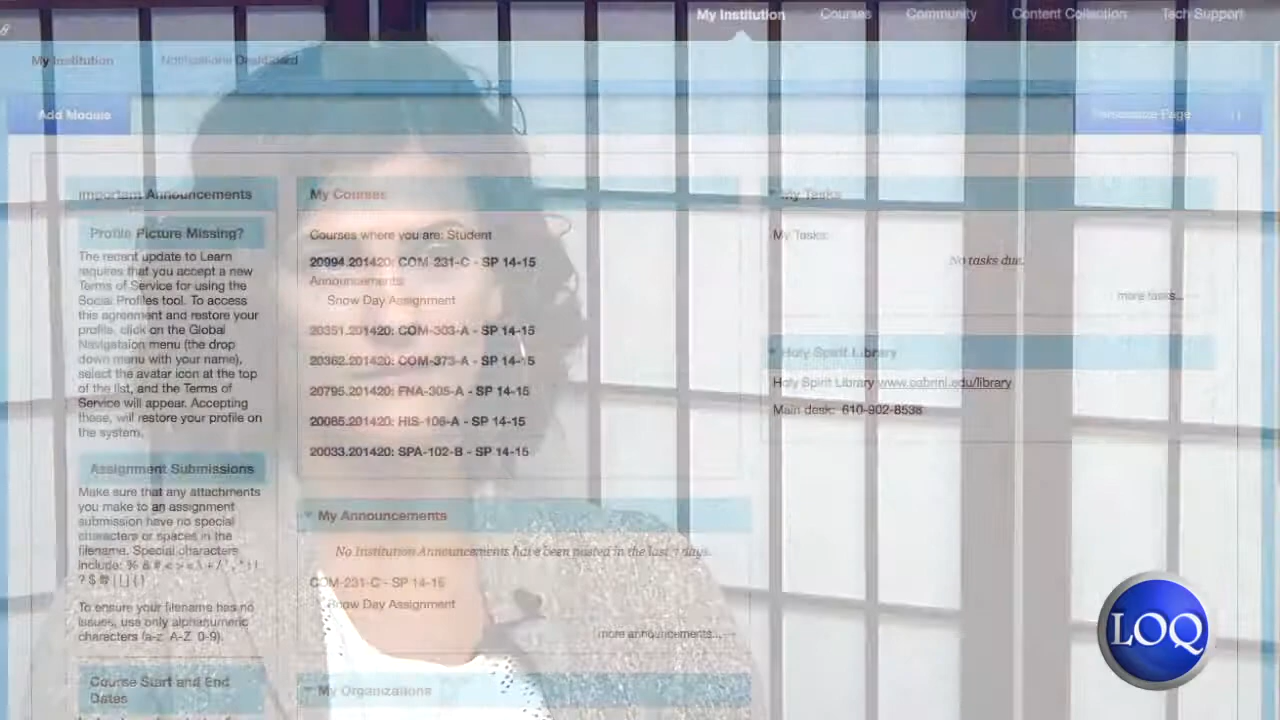 My Institution Courses Community Content Collection Tech Support
My Institution Notifications Dashboard
Add Module
Personalize Page
Important Announcements
Profile Picture Missing?
The recent update to Learn
requires that you accept a new
Terms of Service for using the
Social Profiles tool. To access
this agreement and restore your
profile, click on the Global
Navigataion menu (the drop
down menu with your name),
select the avatar icon at the top
of the list, and the Terms of
Service will appear. Accepting
these, will restore your profile on
the system.
Assignment Submissions
Make sure that any attachments
you make to an assignment
submission have no special
characters or spaces in the
filename. Special characters
include:
To ensure your filename has no
issues, use only alphanumeric
characters (a-z, A-Z, 0-9).
Course Start and End
Dates
My Courses
Courses where you are: Student
20994.201420: COM-231-C - SP 14-15
Announcements:
Snow Day Assignment
20351.201420: COM-303-A - SP 14-15
20362.201420: COM-373-A - SP 14-15
20795.201420: FNA-305-A - SP 14-15
20065.201420: HIS-106-A - SP 14-15
20033.201420: SPA-102-B - SP 14-15
My Announcements
No Institution Announcements have been posted in the last 7 days.
COM-231-C - SP 14-15
Snow Day Assignment
more announcements...
My Organizations
My Tasks
My Tasks:
No tasks due.
more tasks...
Holy Spirit Library
Holy Spirit Library www.cabrini.edu/library
Main desk: 610-902-8538
LOQ